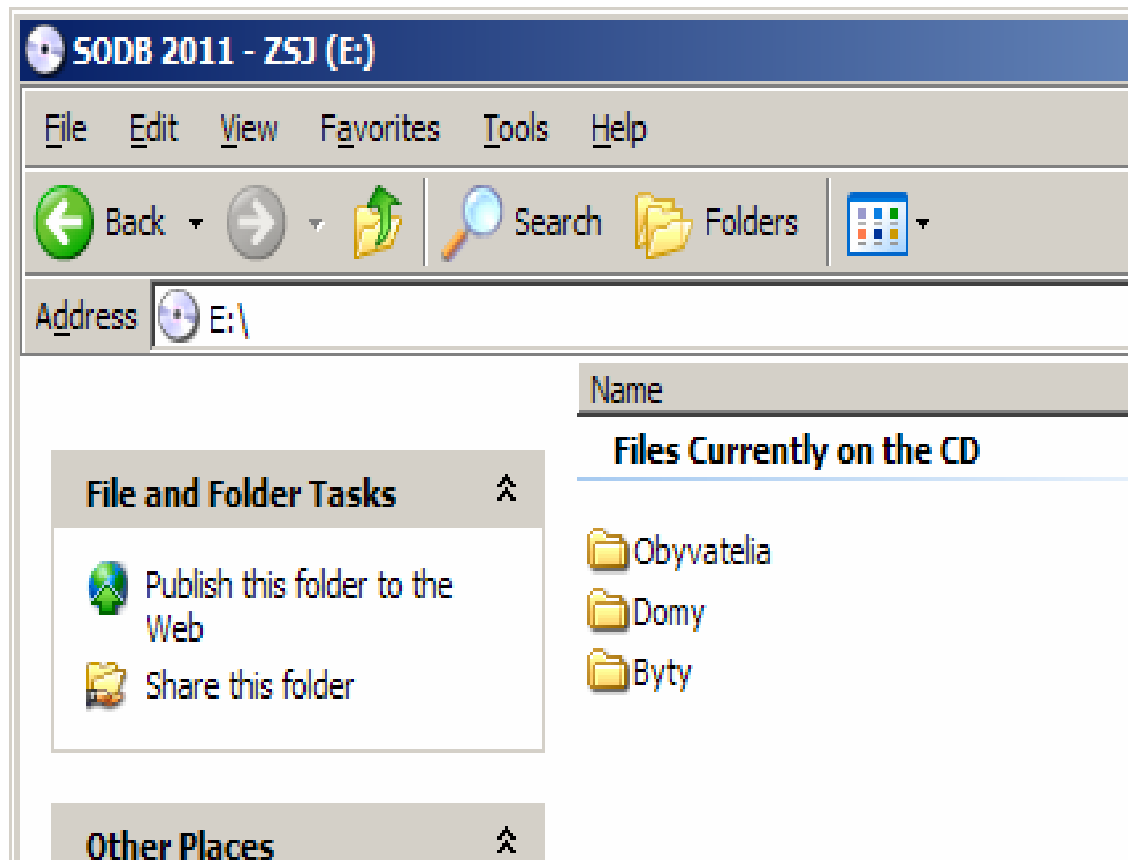 SODB 2011 - ZSJ (E:)
File Edit View Favorites Tools Help
Back Search Folders
Address E:\
Name
Files Currently on the CD
File and Folder Tasks
Publish this folder to the
Web
Share this folder
Obyvatelia
Domy
Byty
Other Places